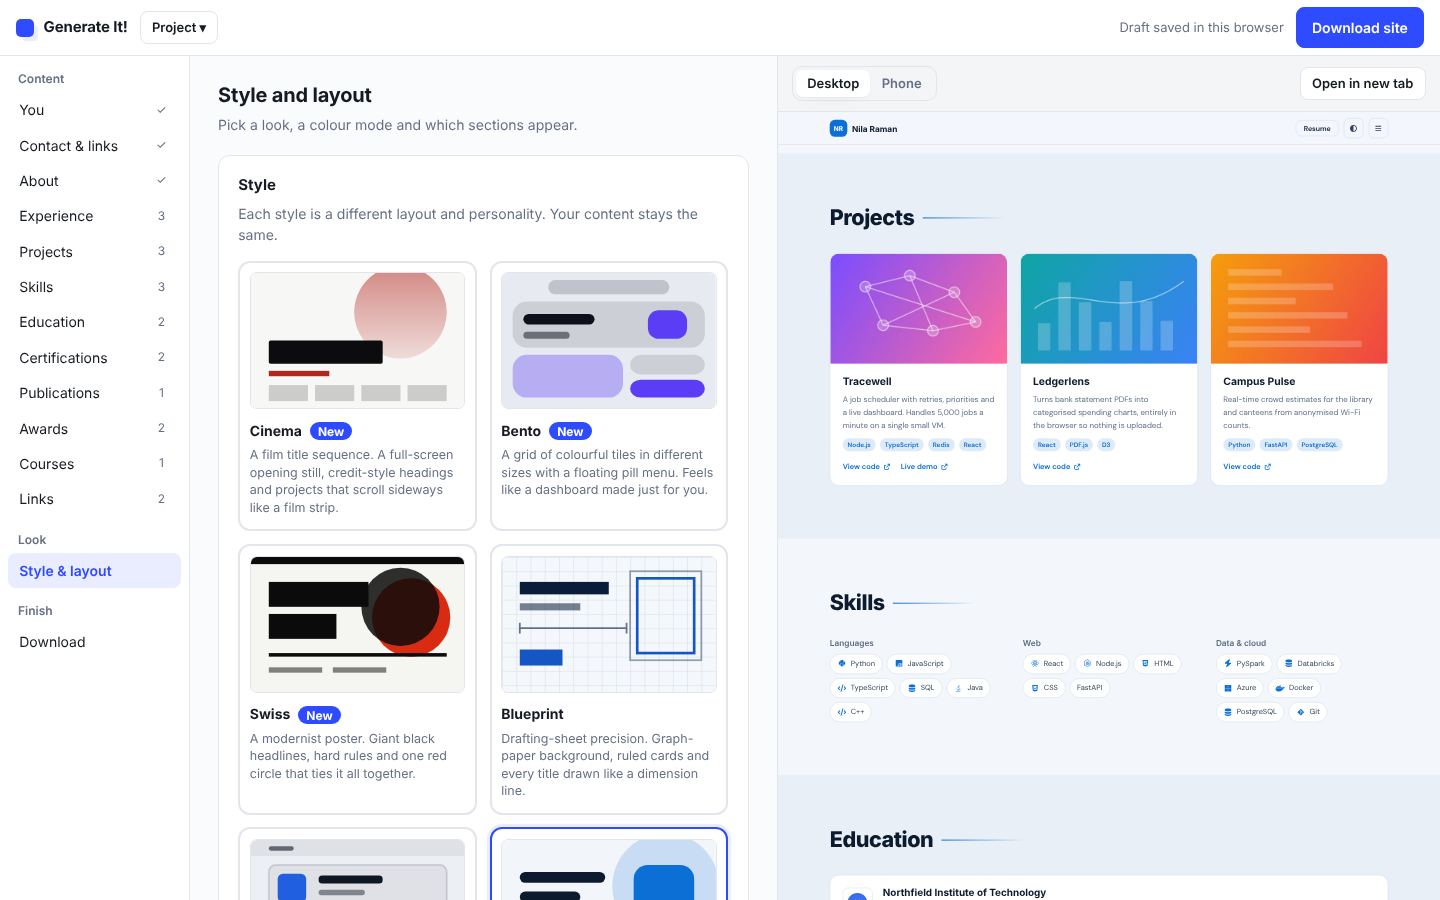 Generate It!
Project ▾
Draft saved in this browser
Download site
Content
You
Contact & links
About
Experience 3
Projects 3
Skills 3
Education 2
Certifications 2
Publications 1
Awards 2
Courses 1
Links 2
Look
Style & layout
Finish
Download
Style and layout
Pick a look, a colour mode and which sections appear.
Style
Each style is a different layout and personality. Your content stays the
same.
Cinema New
A film title sequence. A full-screen
opening still, credit-style headings
and projects that scroll sideways
like a film strip.
Bento New
A grid of colourful tiles in different
sizes with a floating pill menu. Feels
like a dashboard made just for you.
Swiss New
A modernist poster. Giant black
headlines, hard rules and one red
circle that ties it all together.
Blueprint
Drafting-sheet precision. Graph-
paper background, ruled cards and
every title drawn like a dimension
line.
Desktop
Phone
Open in new tab
NR Nila Raman
Resume
Projects
Tracewell
A job scheduler with retries, priorities and
a live dashboard. Handles 5,000 jobs a
minute on a single small VM.
Node.js TypeScript Redis React
View code Live demo
Ledgerlens
Turns bank statement PDFs into
categorised spending charts, entirely in
the browser so nothing is uploaded.
React PDF.js D3
View code
Campus Pulse
Real-time crowd estimates for the library
and canteens from anonymised Wi-Fi
counts.
Python FastAPI PostgreSQL
View code
Skills
Languages
Python JavaScript
TypeScript SQL Java
C++
Web
React Node.js HTML
CSS FastAPI
Data & cloud
PySpark Databricks
Azure Docker
PostgreSQL Git
Education
Northfield Institute of Technology